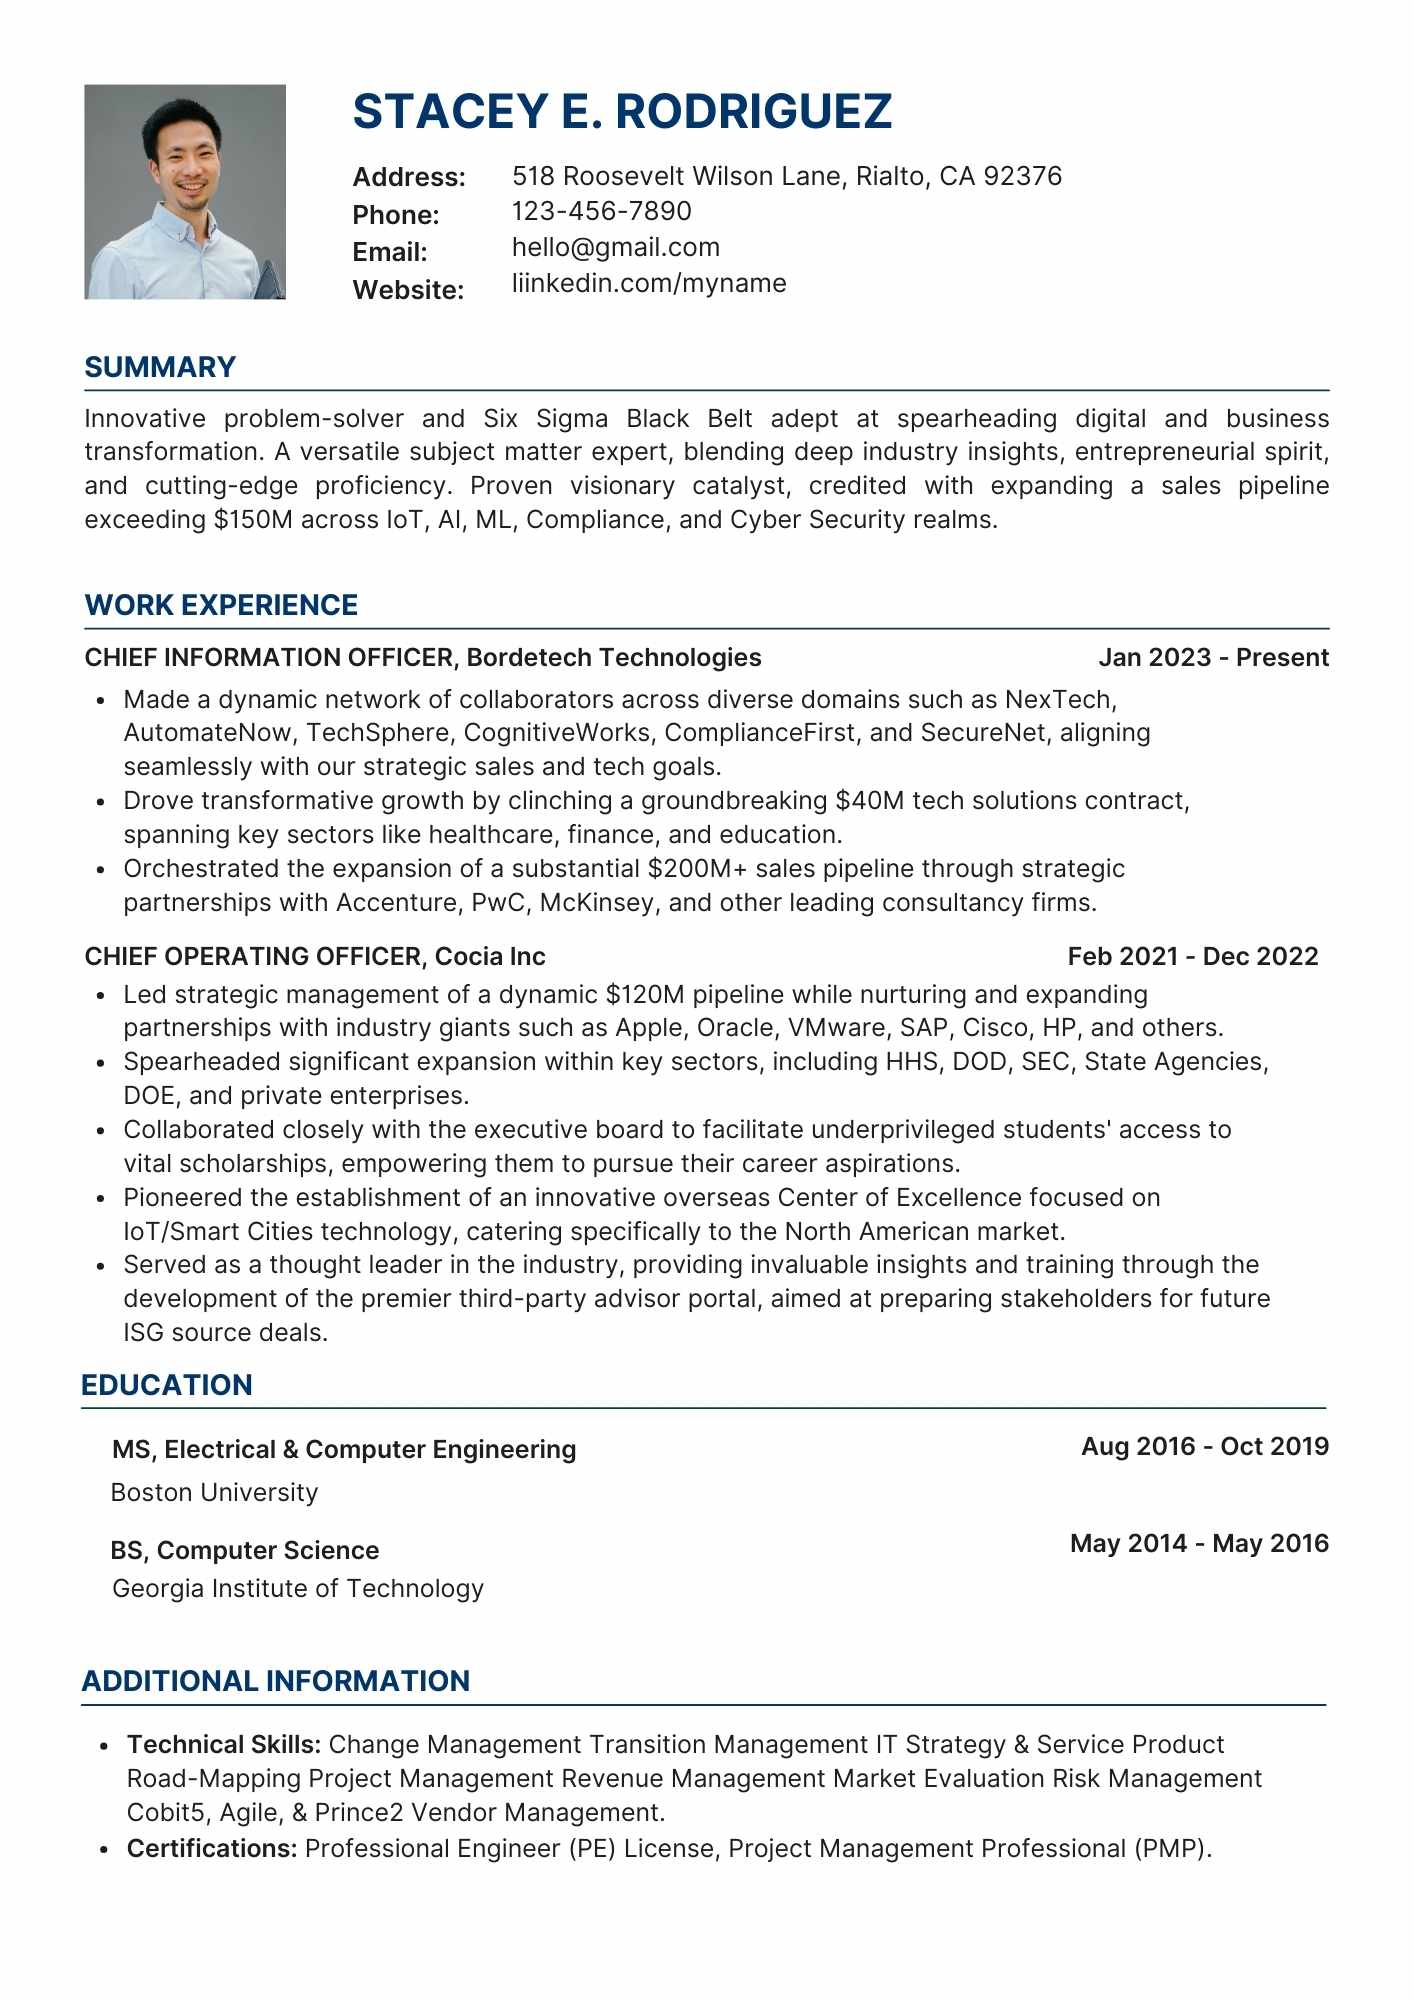 STACEY E. RODRIGUEZ
Address: 518 Roosevelt Wilson Lane, Rialto, CA 92376
Phone: 123-456-7890
Email: hello@gmail.com
Website: liinkedin.com/myname
SUMMARY
Innovative problem-solver and Six Sigma Black Belt adept at spearheading digital and business
transformation. A versatile subject matter expert, blending deep industry insights, entrepreneurial spirit,
and cutting-edge proficiency. Proven visionary catalyst, credited with expanding a sales pipeline
exceeding $150M across IoT, AI, ML, Compliance, and Cyber Security realms.
WORK EXPERIENCE
CHIEF INFORMATION OFFICER, Bordetech Technologies Jan 2023 - Present
• Made a dynamic network of collaborators across diverse domains such as NexTech,
AutomateNow, TechSphere, CognitiveWorks, ComplianceFirst, and SecureNet, aligning
seamlessly with our strategic sales and tech goals.
• Drove transformative growth by clinching a groundbreaking $40M tech solutions contract,
spanning key sectors like healthcare, finance, and education.
• Orchestrated the expansion of a substantial $200M+ sales pipeline through strategic
partnerships with Accenture, PwC, McKinsey, and other leading consultancy firms.
CHIEF OPERATING OFFICER, Cocia Inc Feb 2021 - Dec 2022
• Led strategic management of a dynamic $120M pipeline while nurturing and expanding
partnerships with industry giants such as Apple, Oracle, VMware, SAP, Cisco, HP, and others.
• Spearheaded significant expansion within key sectors, including HHS, DOD, SEC, State Agencies,
DOE, and private enterprises.
• Collaborated closely with the executive board to facilitate underprivileged students' access to
vital scholarships, empowering them to pursue their career aspirations.
• Pioneered the establishment of an innovative overseas Center of Excellence focused on
IoT/Smart Cities technology, catering specifically to the North American market.
• Served as a thought leader in the industry, providing invaluable insights and training through the
development of the premier third-party advisor portal, aimed at preparing stakeholders for future
ISG source deals.
EDUCATION
MS, Electrical & Computer Engineering Aug 2016 - Oct 2019
Boston University
BS, Computer Science May 2014 - May 2016
Georgia Institute of Technology
ADDITIONAL INFORMATION
• Technical Skills: Change Management Transition Management IT Strategy & Service Product
Road-Mapping Project Management Revenue Management Market Evaluation Risk Management
Cobit5, Agile, & Prince2 Vendor Management.
• Certifications: Professional Engineer (PE) License, Project Management Professional (PMP).